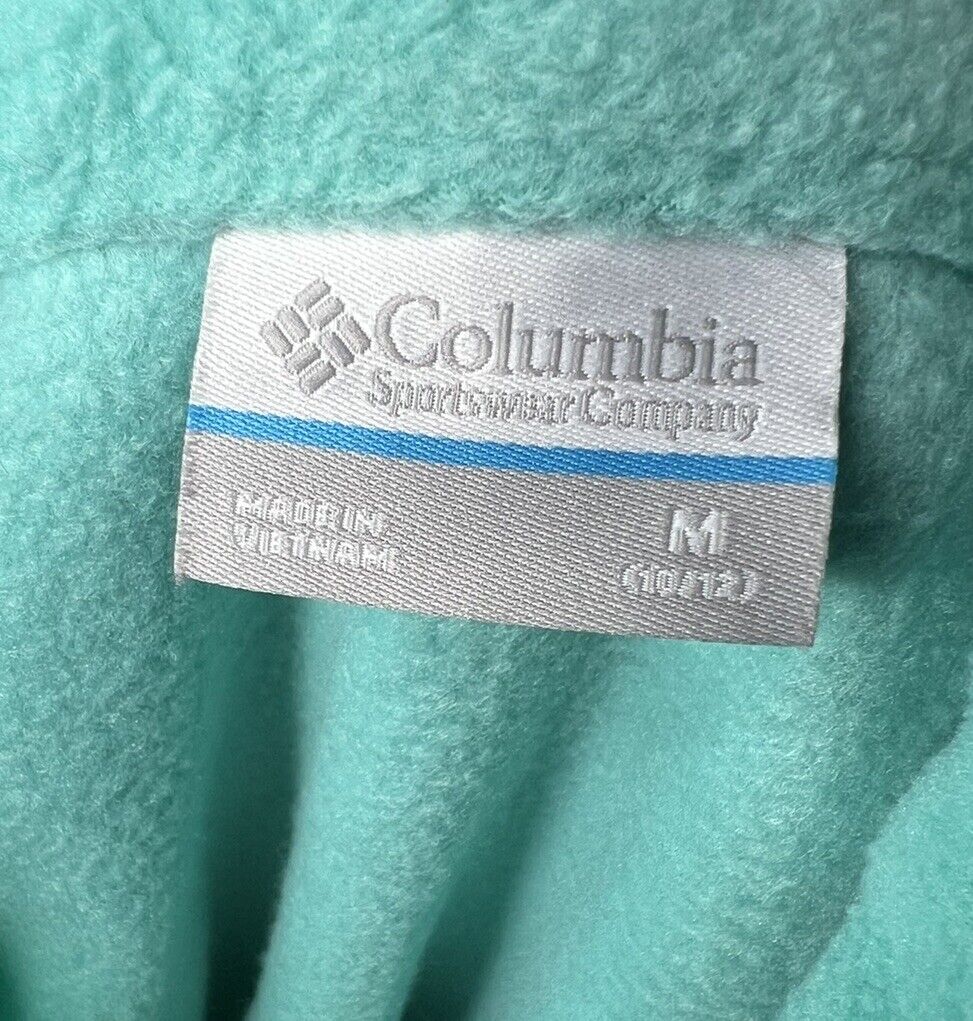 Columbia
Sportswear Company
MADE IN
VIETNAM
M
(10/12)